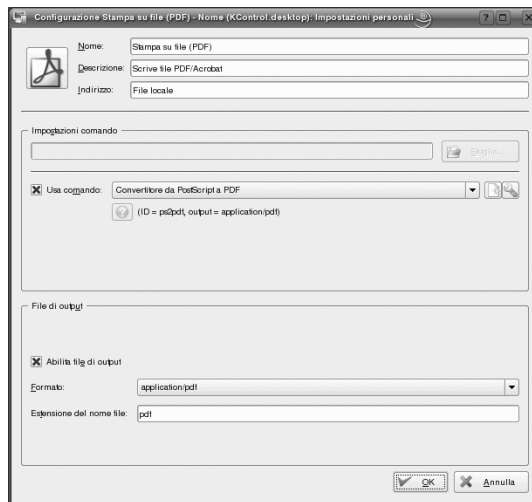 Configurazione Stampa su file (PDF) - Nome (KControl.desktop): Impostazioni personali
Nome: Stampa su file (PDF)
Descrizione: Scrive file PDF/Acrobat
Indirizzo: File locale
Impostazioni comando
Sfoglia...
Usa comando: Convertitore da PostScript a PDF
(ID = ps2pdf, output = application/pdf)
File di output
Abilita file di output
Formato: application/pdf
Estensione del nome file: pdf
OK Annulla